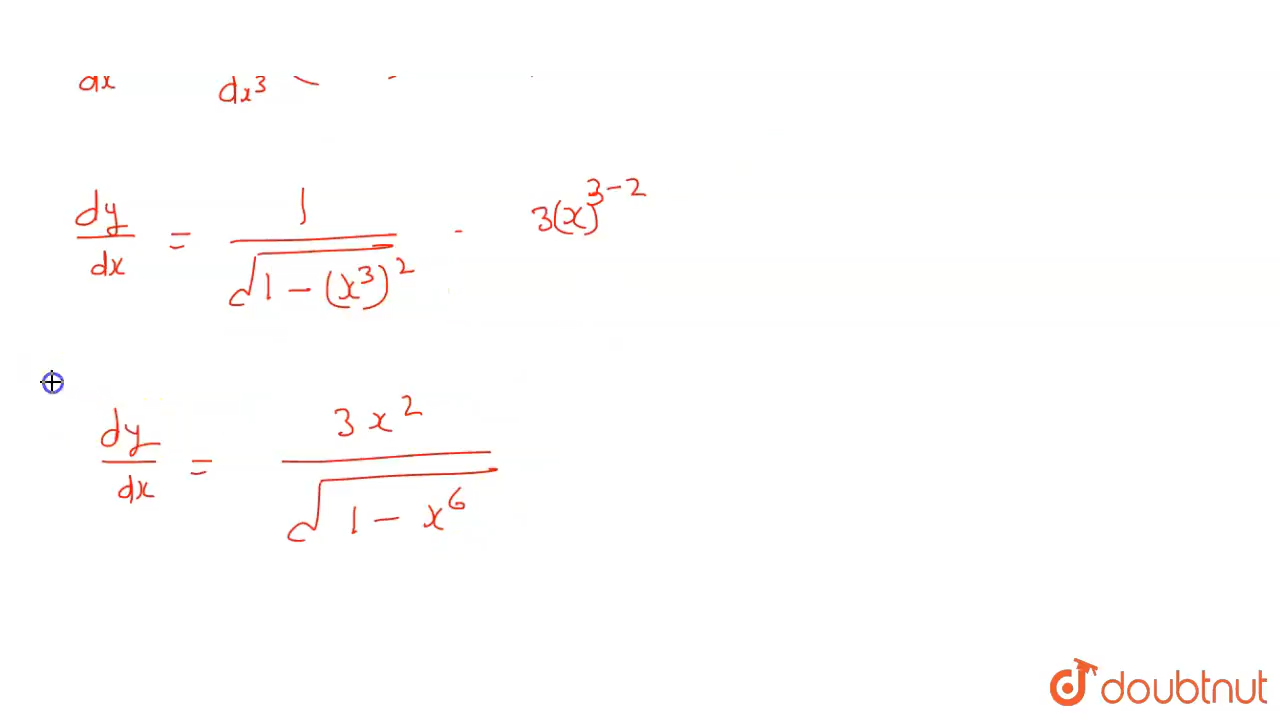 dx dx³
dy/dx = 1/√(1 - (x³)²) · 3(x)³⁻²
dy/dx = 3x²/√(1 - x⁶)
doubtnut